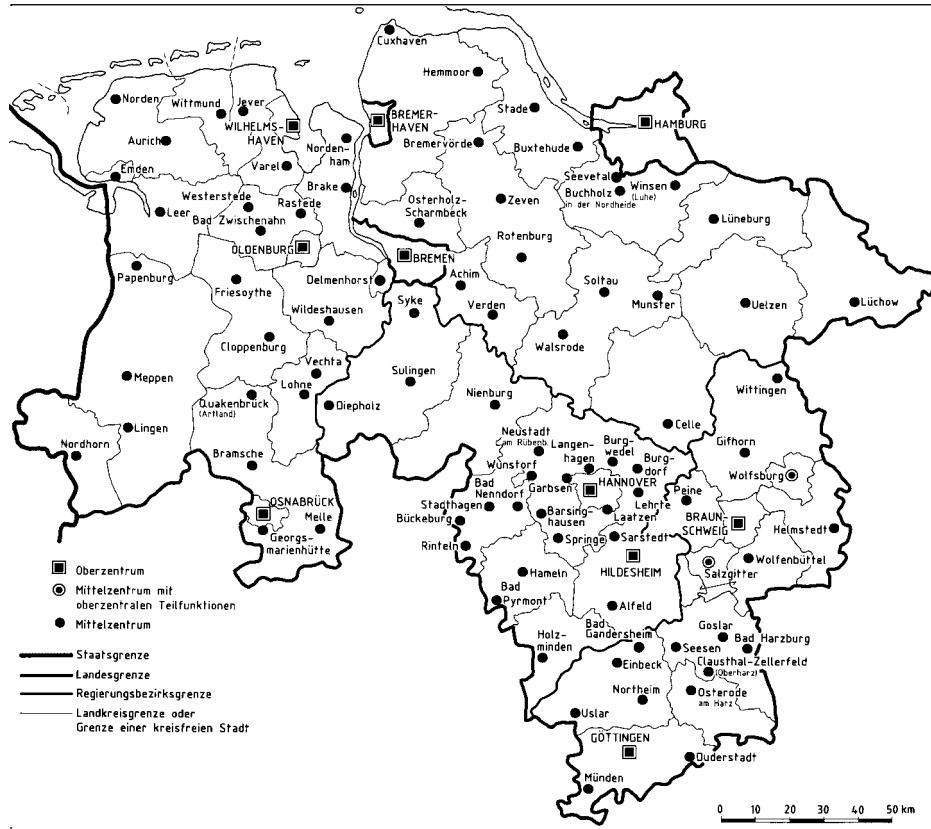 Cuxhaven
Hemmoor
Norden
Wittmund
Jever
Stade
WILHELMS-
HAVEN
BREMER-
HAVEN
HAMBURG
Aurich
Norden-
ham
Bremervörde
Buxtehude
Varel
Emden
Seevetal
Buchholz
in der Nordheide
Winsen
(Luhe)
Brake
Westerstede
Rastede
Osterholz-
Scharmbeck
Zeven
Leer
Bad Zwischenahn
Lüneburg
OLDENBURG
BREMEN
Rotenburg
Papenburg
Friesoythe
Delmenhorst
Achim
Soltau
Munster
Uelzen
Lüchow
Syke
Verden
Wildeshausen
Cloppenburg
Walsrode
Vechta
Meppen
Sulingen
Wittingen
Lohne
Quakenbrück
(Artland)
Diepholz
Nienburg
Lingen
Celle
Nordhorn
Neustadt
am Rübenb.
Langen-
hagen
Burg-
wedel
Burg-
dorf
Gifhorn
Bramsche
Wunstorf
Wolfsburg
Garbsen
HANNOVER
Bad
Nenndorf
Lehrte
Peine
OSNABRÜCK
Stadthagen
Melle
Bückeburg
Barsing-
hausen
Laatzen
BRAUN-
SCHWEIG
Helmstedt
Georgs-
marienhütte
Rinteln
Springe
Sarstedt
Wolfenbüttel
HILDESHEIM
Salzgitter
Hameln
Bad
Pyrmont
Alfeld
Bad
Gandersheim
Goslar
Bad Harzburg
Holz-
minden
Seesen
Einbeck
Clausthal-Zellerfeld
(Oberharz)
Northeim
Osterode
am Harz
Uslar
GÖTTINGEN
Duderstadt
Münden
Oberzentrum
Mittelzentrum mit
oberzentralen Teilfunktionen
Mittelzentrum
Staatsgrenze
Landesgrenze
Regierungsbezirksgrenze
Landkreisgrenze oder
Grenze einer kreisfreien Stadt
0 10 20 30 40 50 km